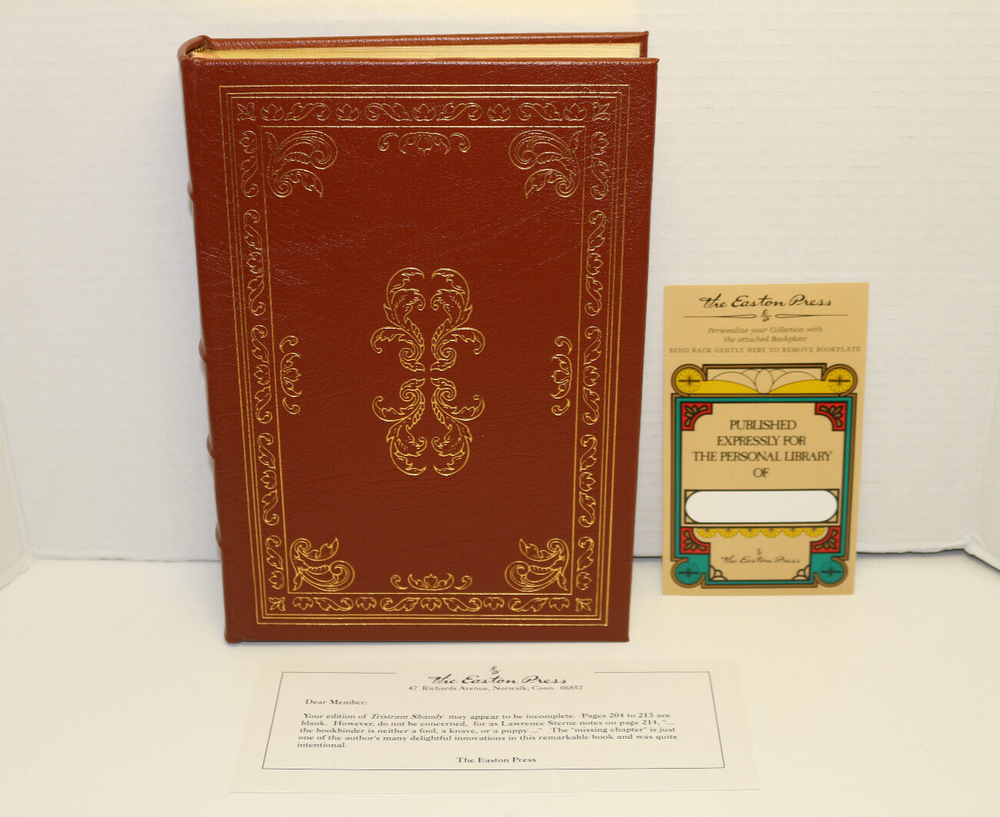 The Easton Press
Personalize your Collection with
the attached Bookplate
BEND BACK GENTLY HERE TO REMOVE BOOKPLATE
PUBLISHED
EXPRESSLY FOR
THE PERSONAL LIBRARY
OF
The Easton Press
The Easton Press
47 Richards Avenue, Norwalk, Conn. 06857
Dear Member:
Your edition of Tristram Shandy may appear to be incomplete. Pages 204 to 213 are
blank. However, do not be concerned, for as Lawrence Sterne notes on page 214, "...
the bookbinder is neither a fool, a knave, or a puppy ..." The "missing chapter" is just
one of the author's many delightful innovations in this remarkable book and was quite
intentional.
The Easton Press